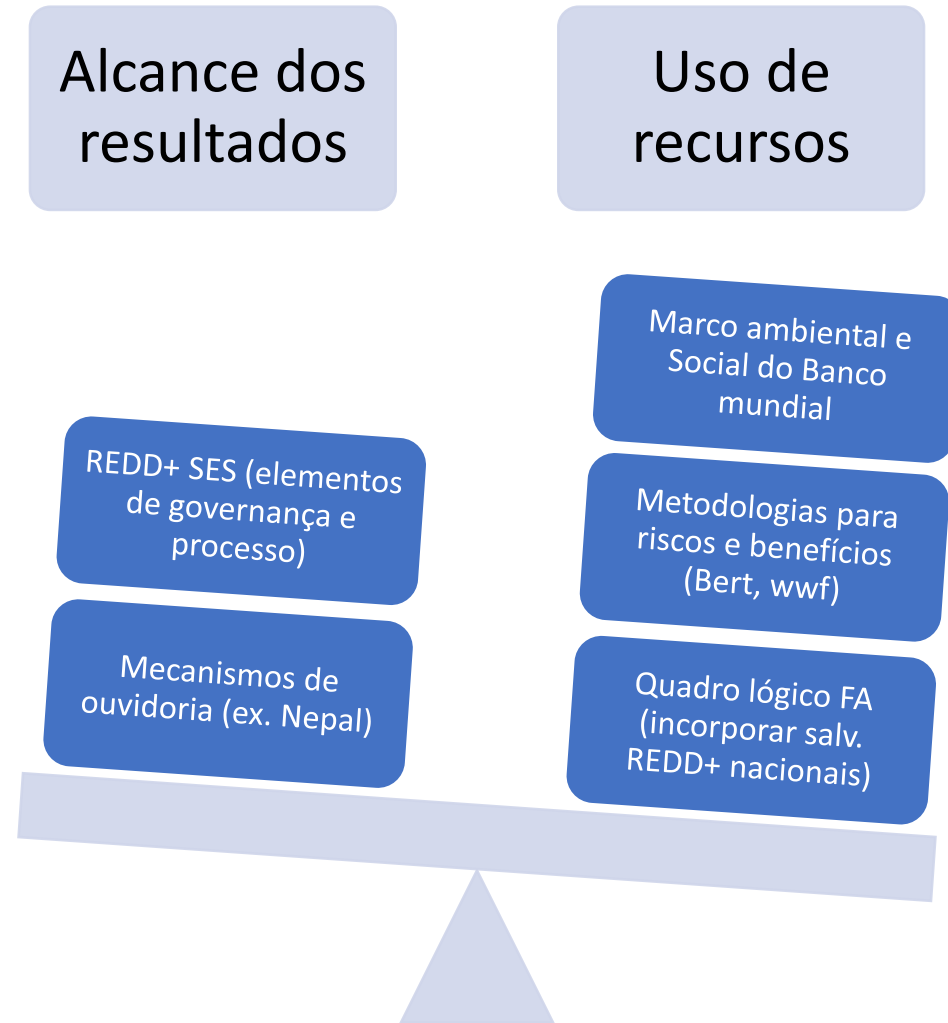 Alcance dos
resultados
Uso de
recursos
REDD+ SES (elementos
de governança e
processo)
Mecanismos de
ouvidoria (ex. Nepal)
Marco ambiental e
Social do Banco
mundial
Metodologias para
riscos e benefícios
(Bert, wwf)
Quadro lógico FA
(incorporar salv.
REDD+ nacionais)